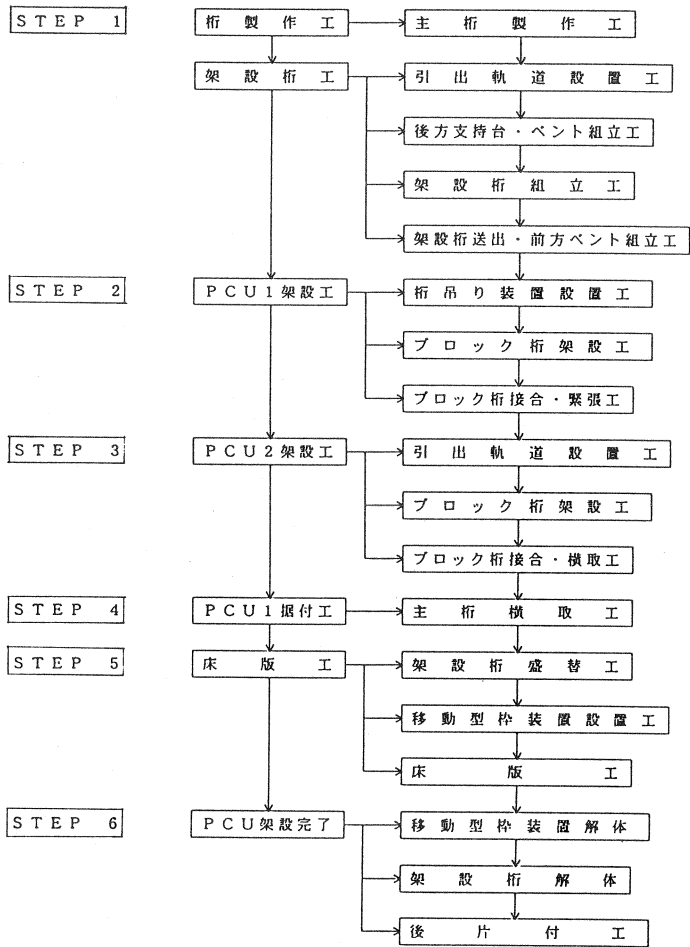 STEP 1
桁製作工
主桁製作工
架設桁工
引出軌道設置工
後方支持台・ベント組立工
架設桁組立工
架設桁送出・前方ベント組立工
STEP 2
PCU1架設工
桁吊り装置設置工
ブロック桁架設工
ブロック桁接合・緊張工
STEP 3
PCU2架設工
引出軌道設置工
ブロック桁架設工
ブロック桁接合・横取工
STEP 4
PCU1据付工
主桁横取工
STEP 5
床版工
架設桁盛替工
移動型枠装置設置工
床版工
STEP 6
PCU架設完了
移動型枠装置解体
架設桁解体
後片付工